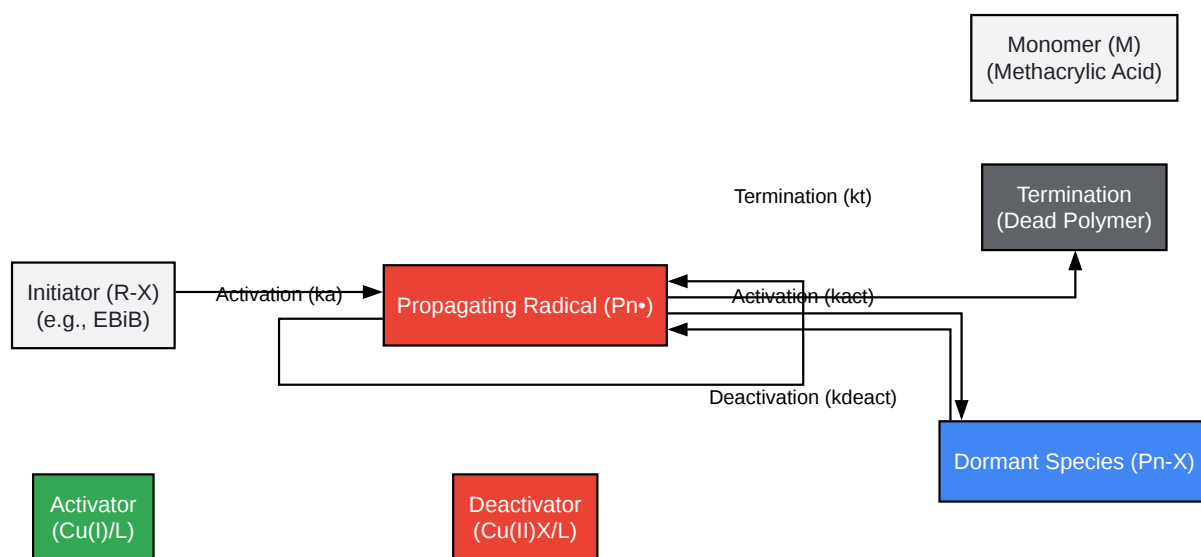 Monomer (M)
(Methacrylic Acid)
Termination (kt)
Termination
(Dead Polymer)
Initiator (R-X)
(e.g., EBiB)
Activation (ka)
Propagating Radical (Pn•)
Activation (kact)
Deactivation (kdeact)
Dormant Species (Pn-X)
Activator
(Cu(I)/L)
Deactivator
(Cu(II)X/L)